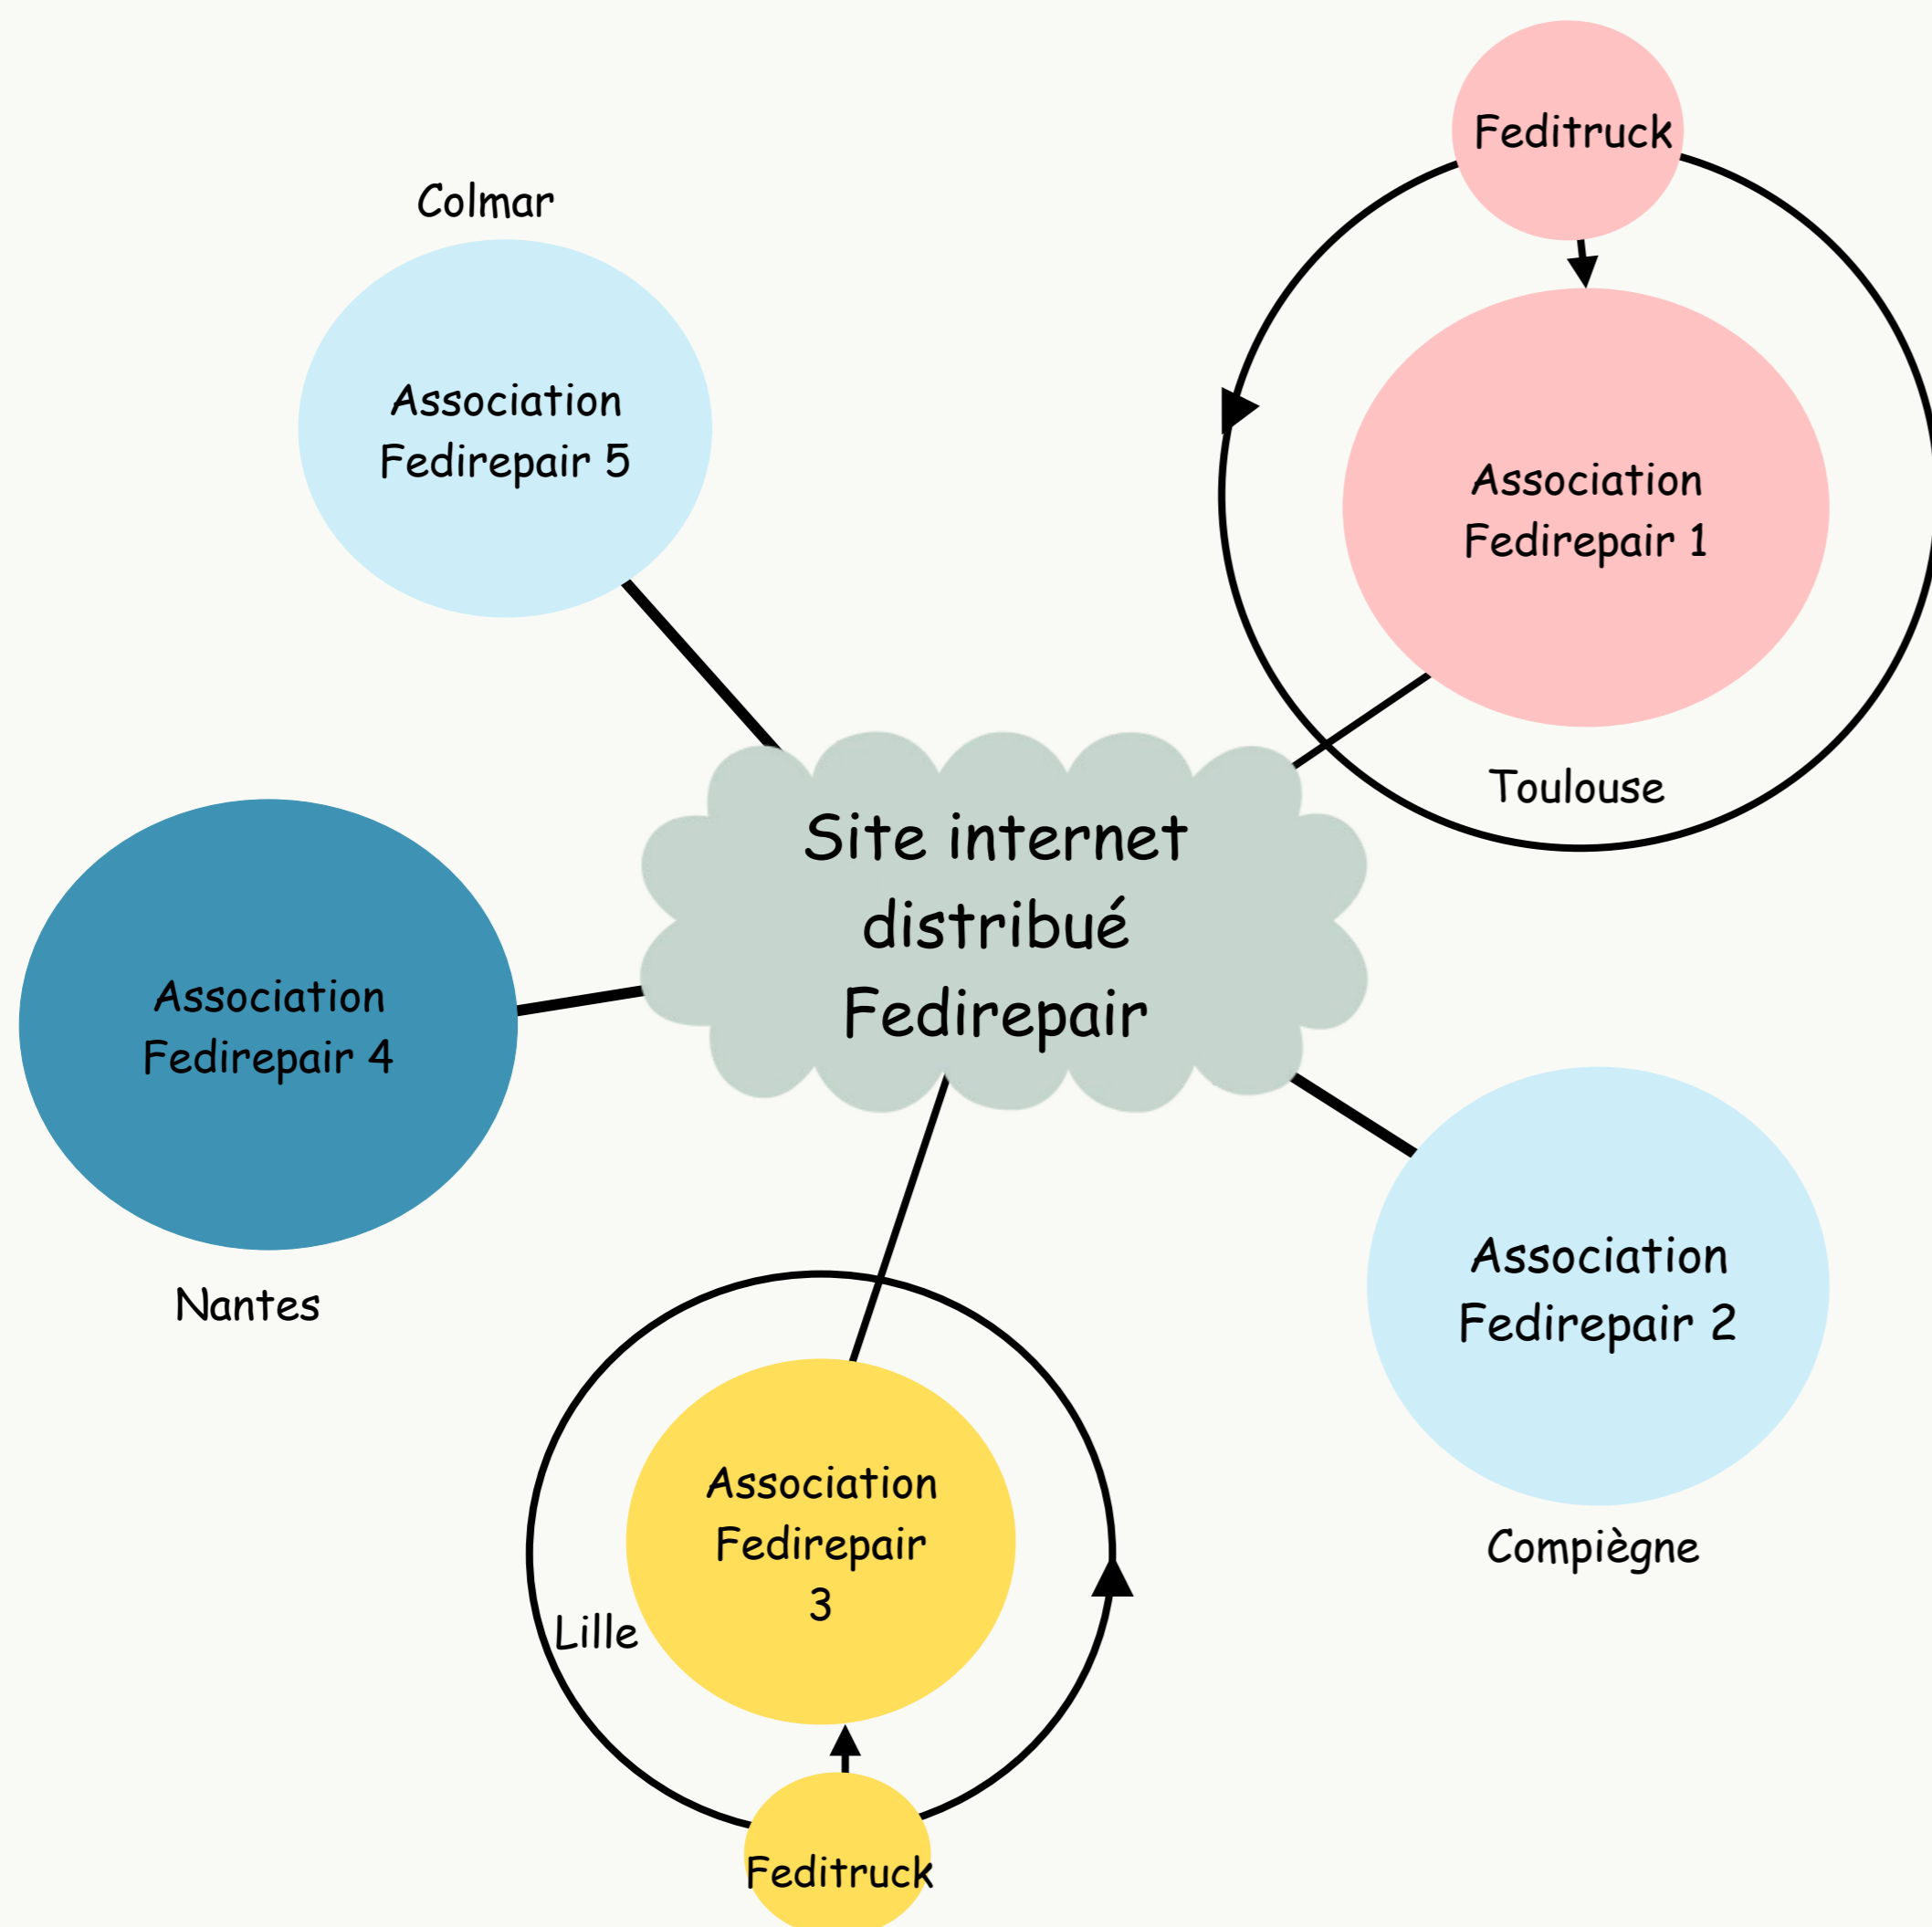 Feditruck
Colmar
Association
Fedirepair 5
Association
Fedirepair 1
Toulouse
Site internet
distribué
Fedirepair
Association
Fedirepair 4
Nantes
Association
Fedirepair 2
Compiègne
Association
Fedirepair
3
Lille
Feditruck